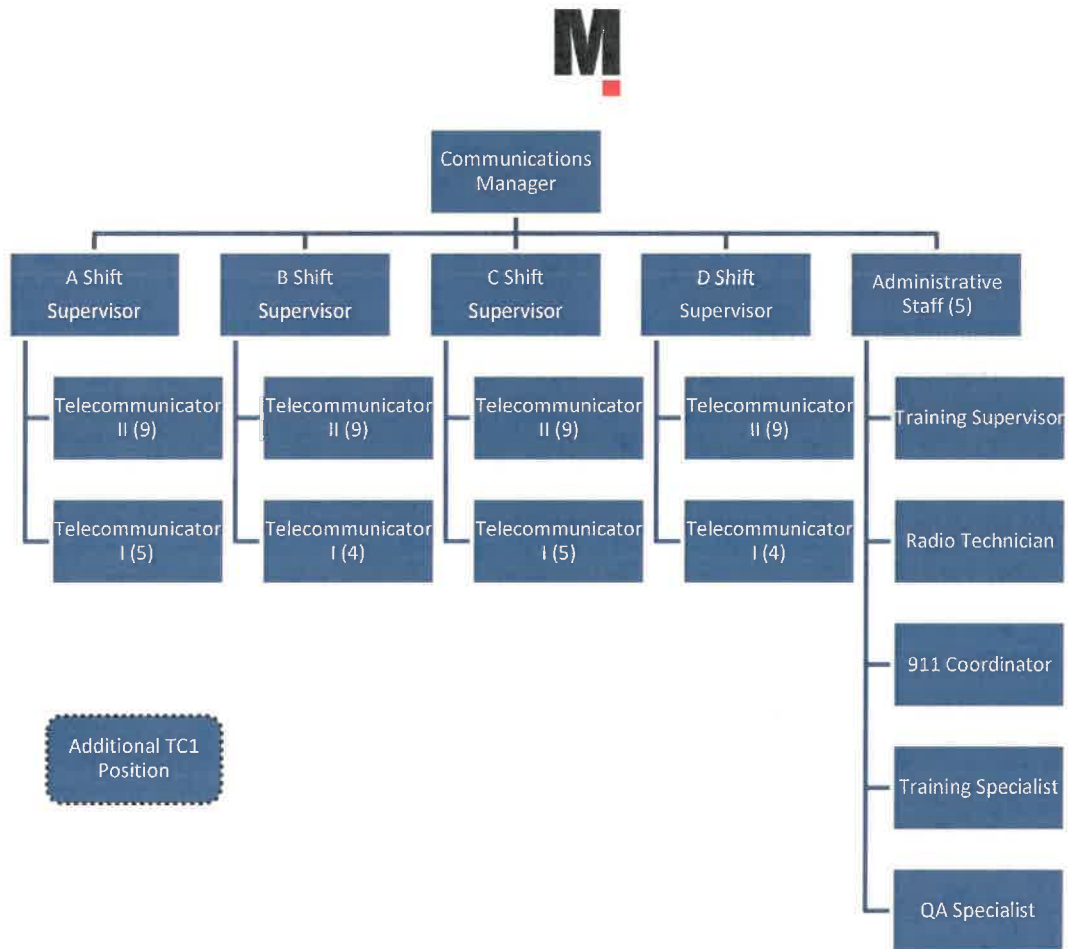 M
Communications
Manager
A Shift
Supervisor
B Shift
Supervisor
C Shift
Supervisor
D Shift
Supervisor
Administrative
Staff (5)
Telecommunicator
II (9)
Telecommunicator
II (9)
Telecommunicator
II (9)
Telecommunicator
II (9)
Training Supervisor
Telecommunicator
I (5)
Telecommunicator
I (4)
Telecommunicator
I (5)
Telecommunicator
I (4)
Radio Technician
911 Coordinator
Additional TC1
Position
Training Specialist
QA Specialist